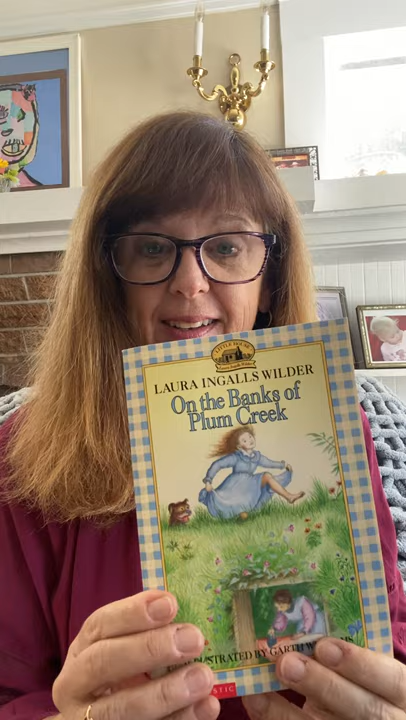 LITTLE HOUSE
LAURA INGALLS WILDER
On the Banks of
Plum Creek
ILLUSTRATED BY GARTH